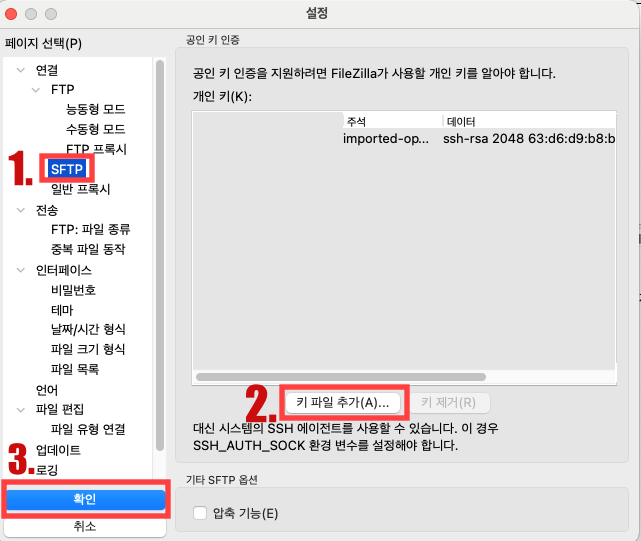 설정
페이지 선택(P)
연결
FTP
능동형 모드
수동형 모드
FTP 프록시
1.
SFTP
일반 프록시
전송
FTP: 파일 종류
중복 파일 동작
인터페이스
비밀번호
테마
날짜/시간 형식
파일 크기 형식
파일 목록
언어
파일 편집
파일 유형 연결
업데이트
로깅
3.
확인
취소
공인 키 인증
공인 키 인증을 지원하려면 FileZilla가 사용할 개인 키를 알아야 합니다.
개인 키(K):
주석 데이터
imported-op... ssh-rsa 2048 63:d6:d9:b8:b
2.
키 파일 추가(A)... 키 제거(R)
대신 시스템의 SSH 에이전트를 사용할 수 있습니다. 이 경우
SSH_AUTH_SOCK 환경 변수를 설정해야 합니다.
기타 SFTP 옵션
압축 기능(E)